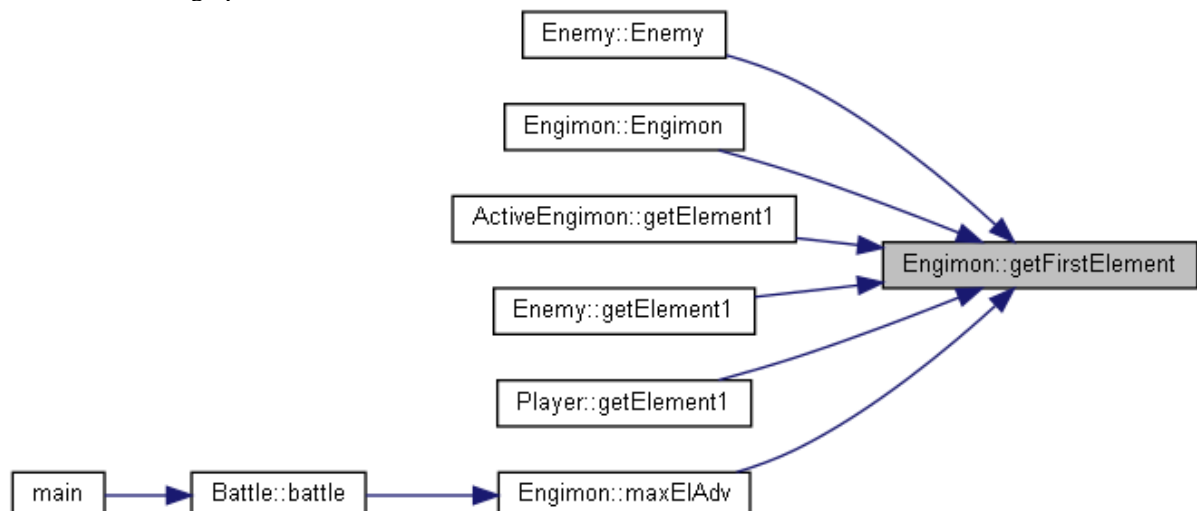 Enemy::Enemy
Engimon::Engimon
ActiveEngimon::getElement1
Engimon::getFirstElement
Enemy::getElement1
Player::getElement1
main
Battle::battle
Engimon::maxElAdv